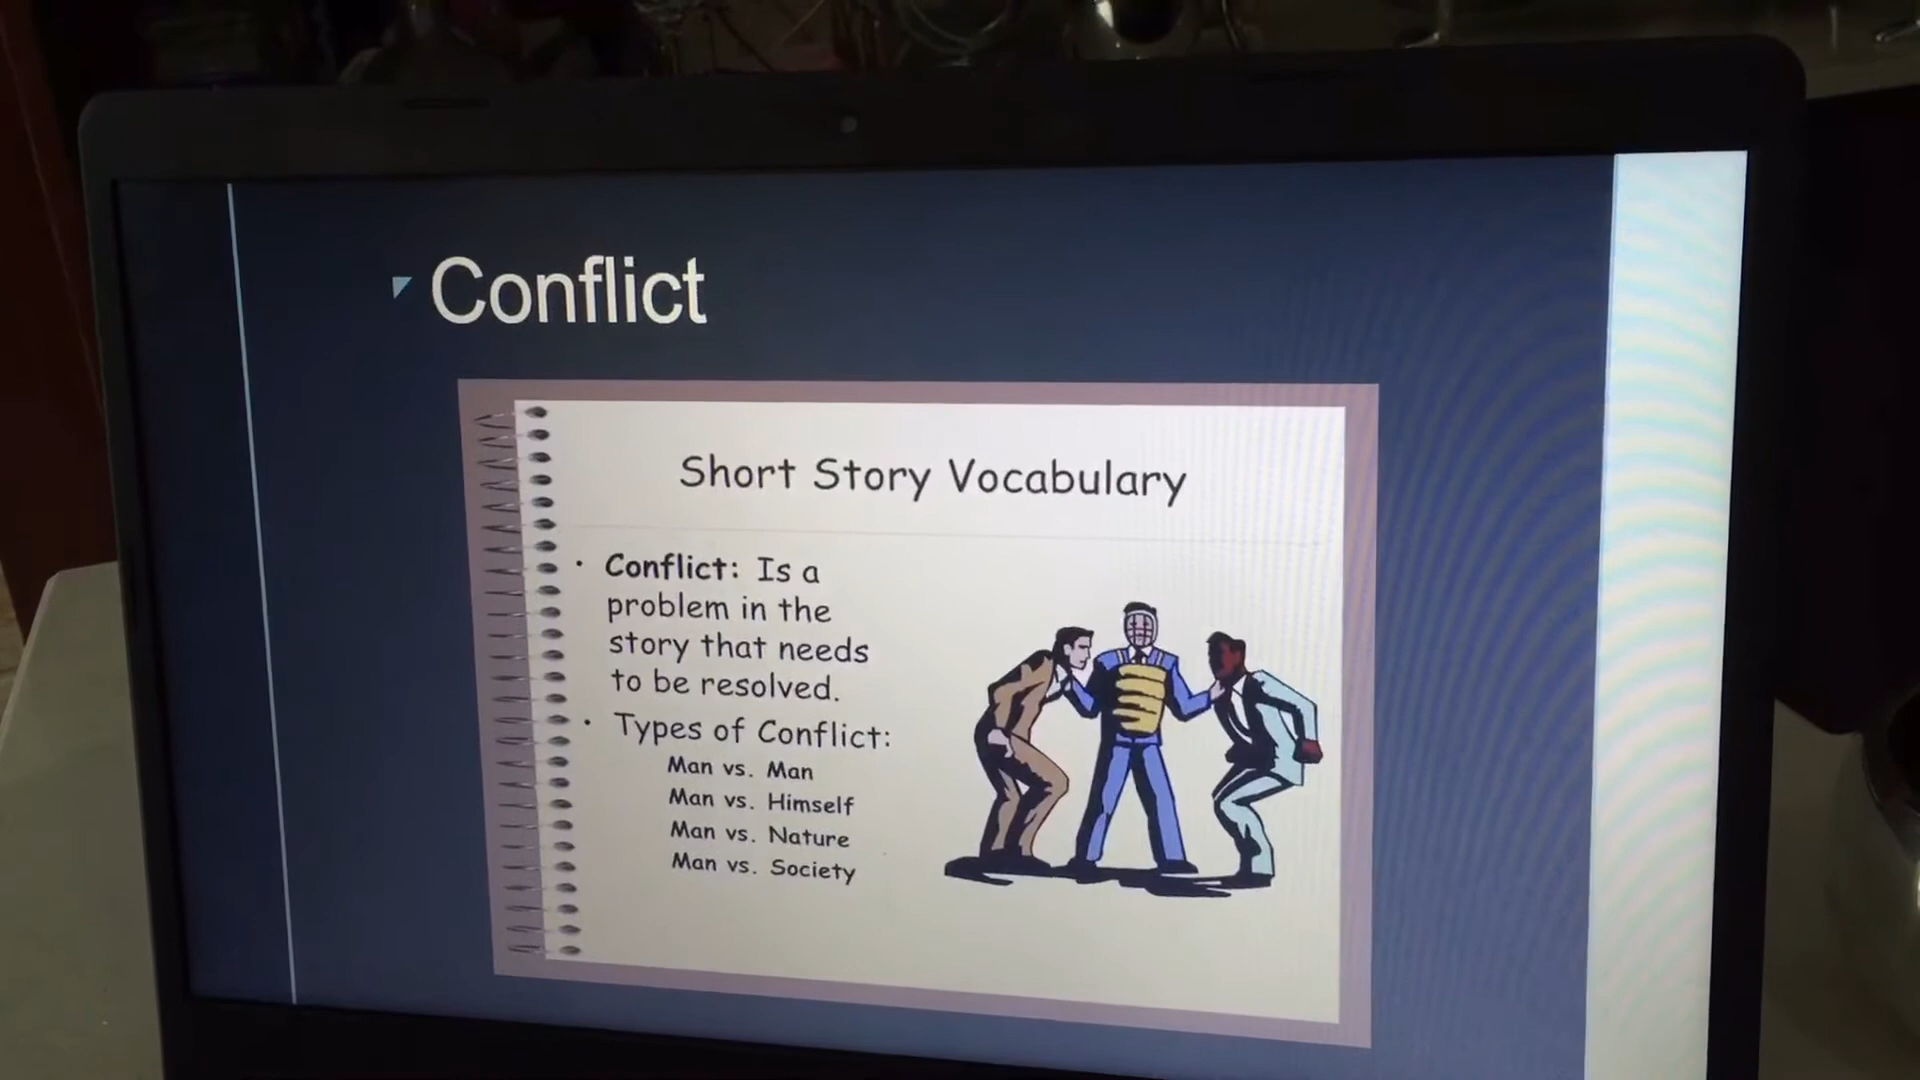 Conflict
Short Story Vocabulary
• Conflict: Is a
problem in the
story that needs
to be resolved.
• Types of Conflict:
Man vs. Man
Man vs. Himself
Man vs. Nature
Man vs. Society